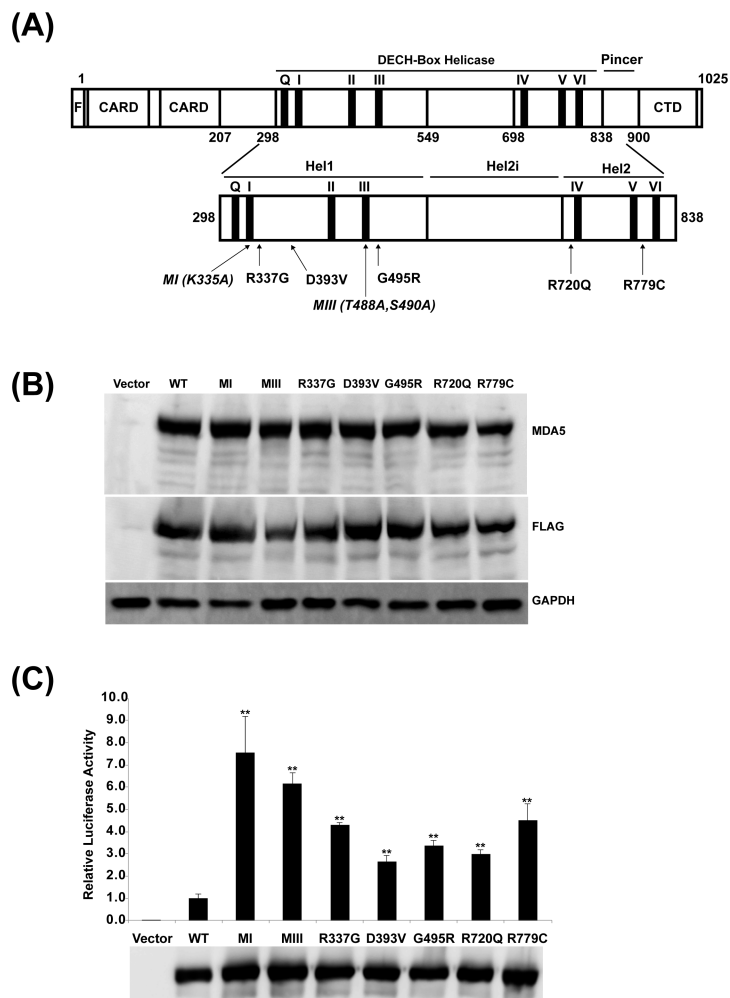 (A)
DECH-Box Helicase Pincer
1 Q I II III IV V VI 1025
F CARD CARD CTD
207 298 549 698 838 900
Hel1 Hel2i Hel2
Q I II III IV V VI
298 838
MI (K335A) R337G D393V G495R R720Q R779C
MIII (T488A,S490A)
(B)
Vector WT MI MIII R337G D393V G495R R720Q R779C
MDA5
FLAG
GAPDH
(C)
Relative Luciferase Activity
10.0
9.0
8.0
7.0
6.0
5.0
4.0
3.0
2.0
1.0
0.0
** ** ** ** ** ** **
Vector WT MI MIII R337G D393V G495R R720Q R779C